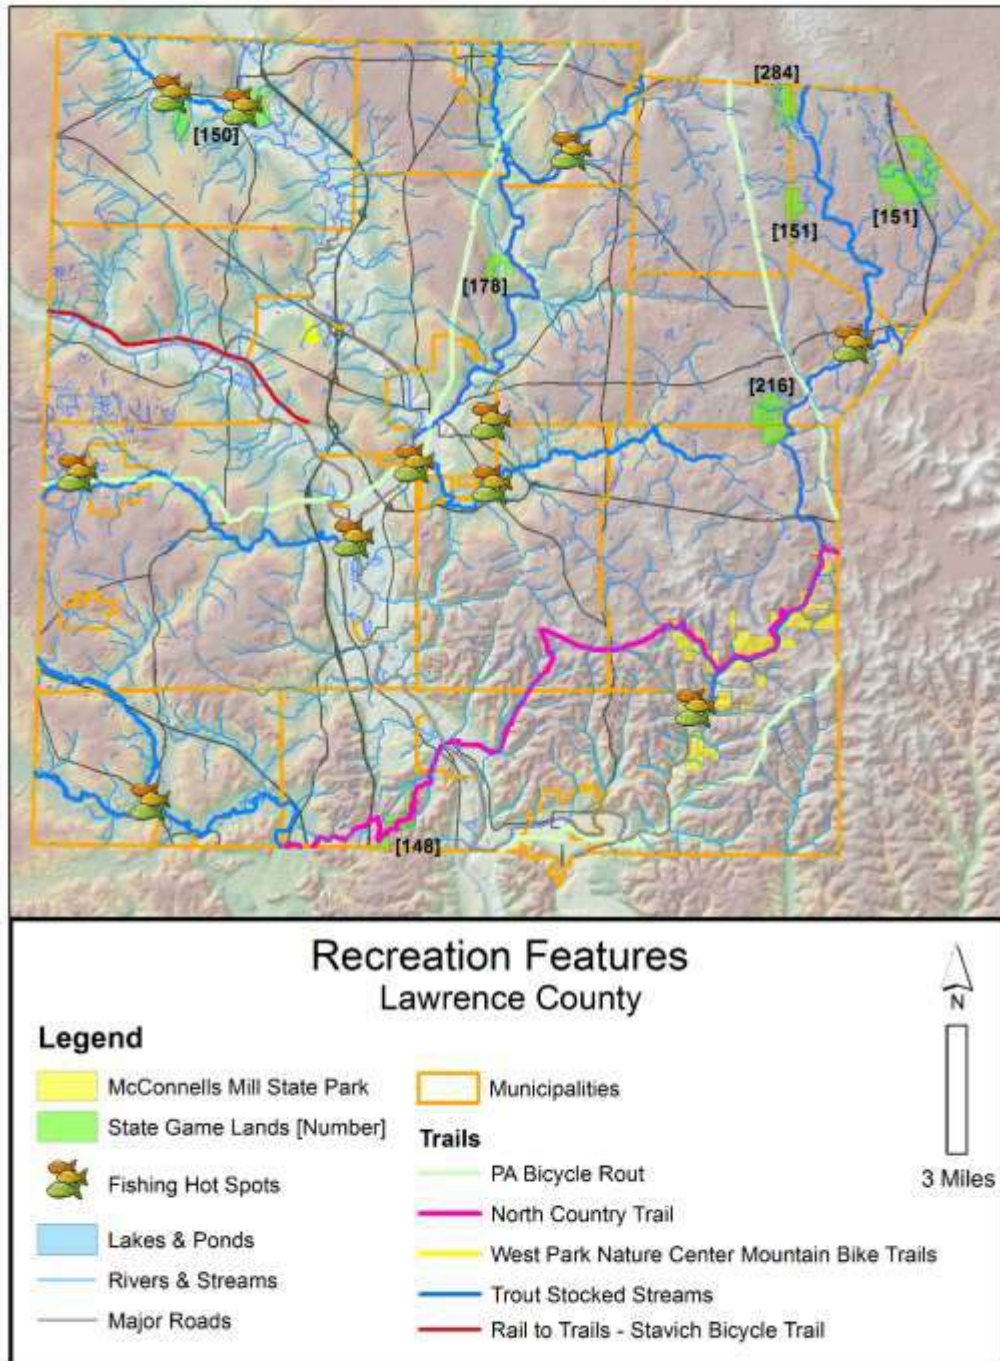 [284]
[150]
[151]
[151]
[178]
[216]
[148]
Recreation Features
Lawrence County
Legend
McConnells Mill State Park
State Game Lands [Number]
Fishing Hot Spots
Lakes & Ponds
Rivers & Streams
Major Roads
Municipalities
Trails
PA Bicycle Rout
North Country Trail
West Park Nature Center Mountain Bike Trails
Trout Stocked Streams
Rail to Trails - Stavich Bicycle Trail
N
3 Miles